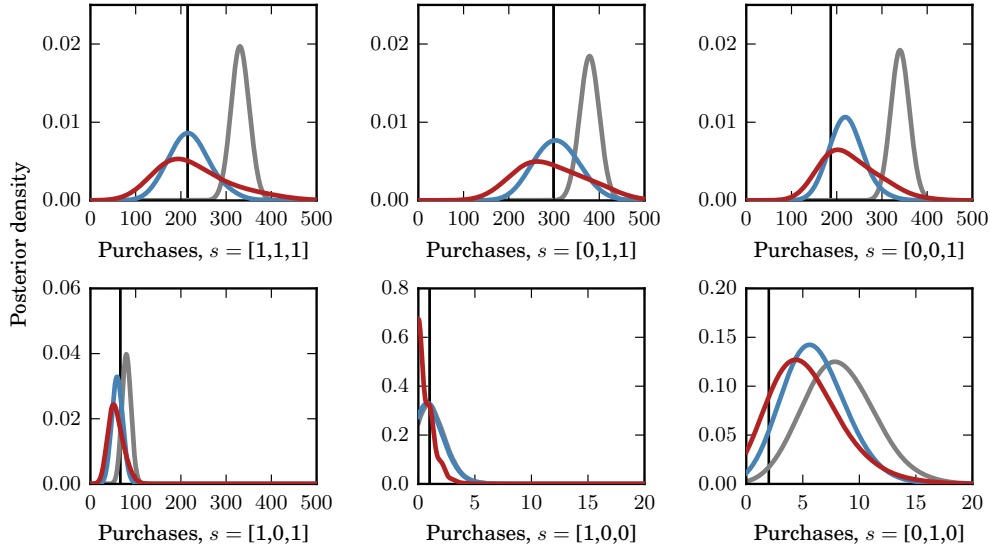 0.02
0.01
0.00
0 100 200 300 400 500
Purchases, s = [1,1,1]
0.02
0.01
0.00
0 100 200 300 400 500
Purchases, s = [0,1,1]
0.02
0.01
0.00
0 100 200 300 400 500
Purchases, s = [0,0,1]
Posterior density
0.06
0.04
0.02
0.00
0 100 200 300 400 500
Purchases, s = [1,0,1]
0.8
0.6
0.4
0.2
0.0
0 5 10 15 20
Purchases, s = [1,0,0]
0.20
0.15
0.10
0.05
0.00
0 5 10 15 20
Purchases, s = [0,1,0]